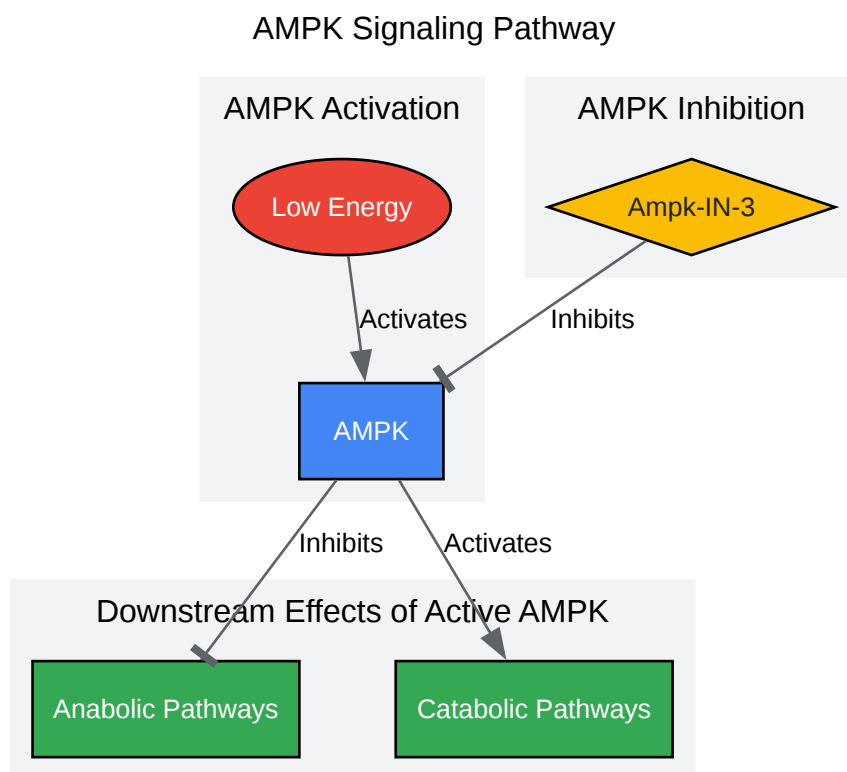 AMPK Signaling Pathway
AMPK Activation
AMPK Inhibition
Low Energy
Ampk-IN-3
Activates
Inhibits
AMPK
Inhibits
Activates
Downstream Effects of Active AMPK
Anabolic Pathways
Catabolic Pathways